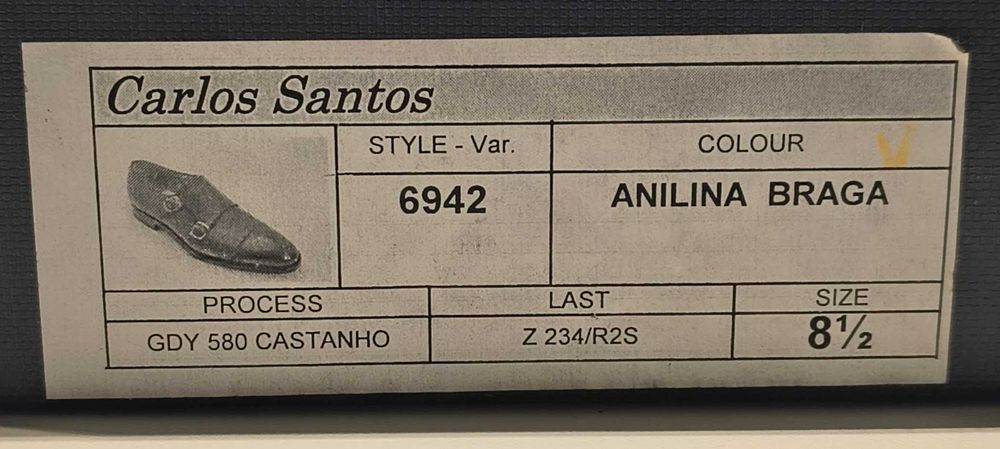 Carlos Santos
STYLE - Var.
COLOUR
6942
ANILINA BRAGA
PROCESS
LAST
SIZE
GDY 580 CASTANHO
Z 234/R2S
8½